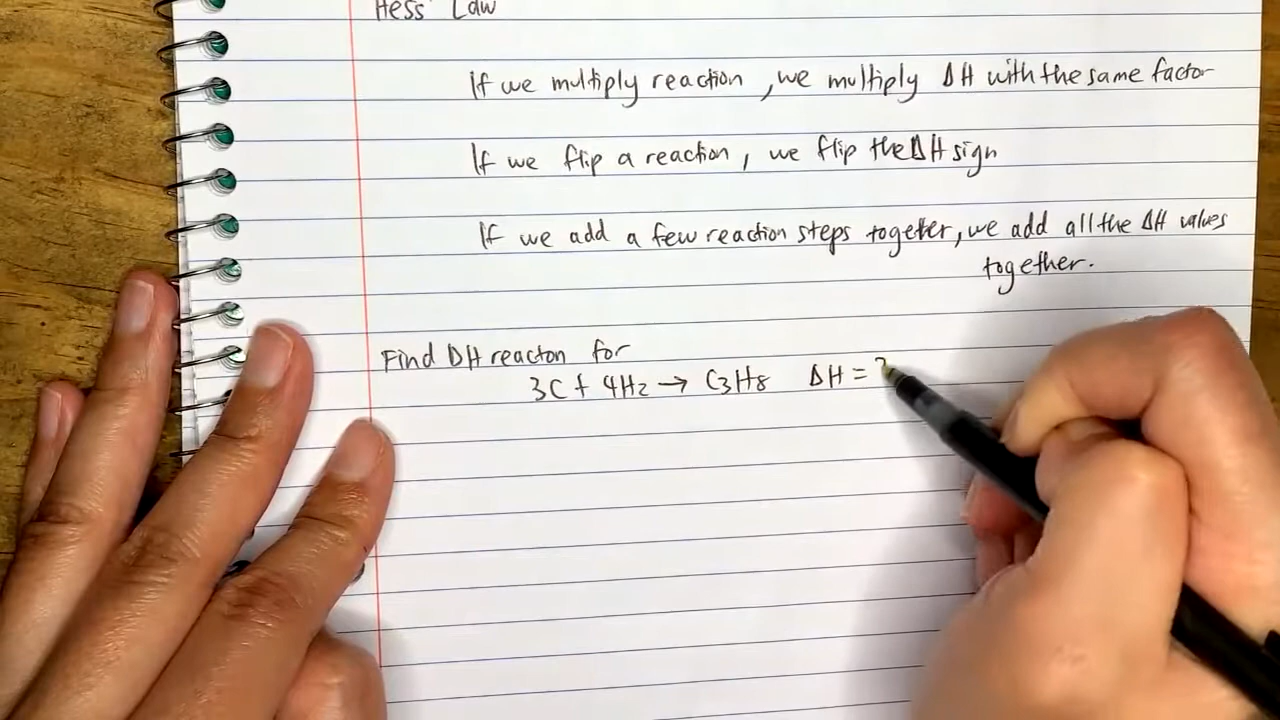 Hess' Law
If we multiply reaction, we multiply ΔH with the same factor
If we flip a reaction, we flip the ΔH sign
If we add a few reaction steps together, we add all the ΔH values
together.
Find ΔH reacton for
3C + 4H2 → C3H8 ΔH = ?